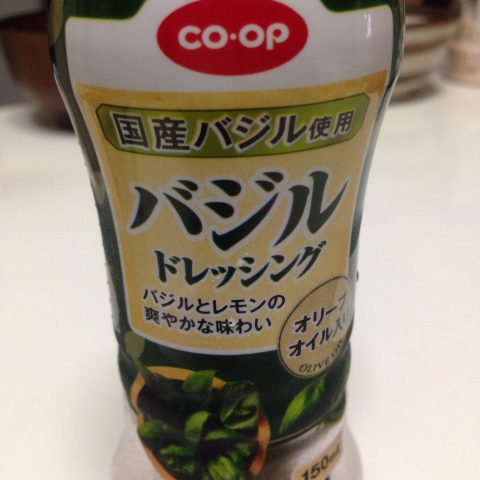 CO·OP
国産バジル使用
バジル
ドレッシング
バジルとレモンの
爽やかな味わい
オリーブ
オイル入り
OLIVE
150ml